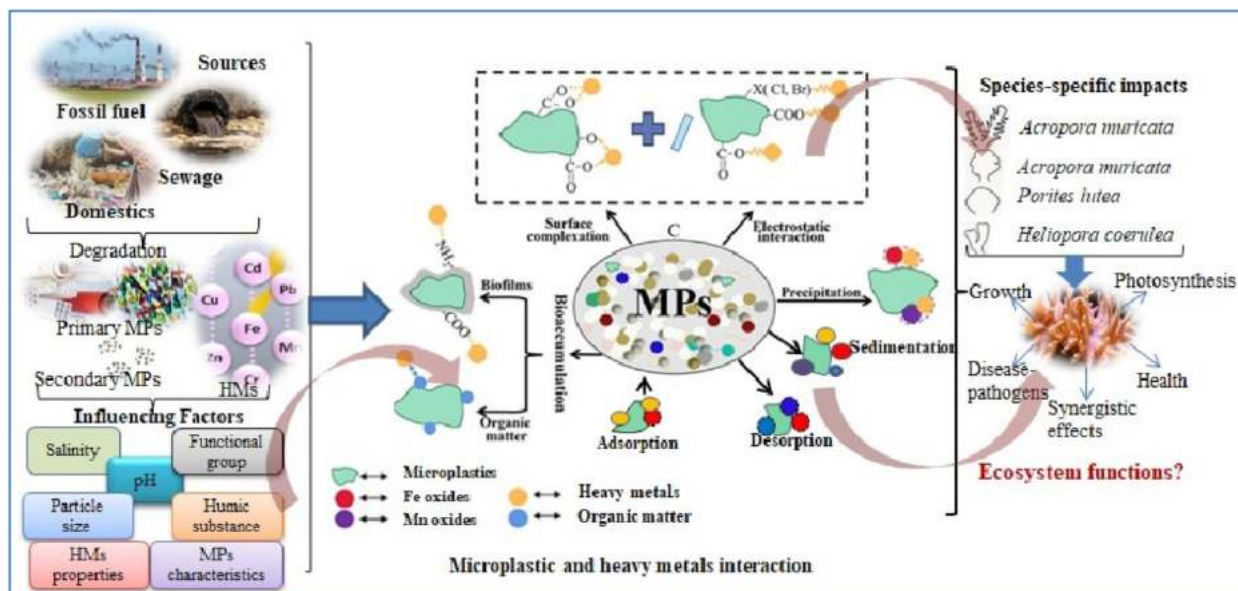 Sources
Fossil fuel
Sewage
Domestics
Degradation
Cd
Cu
Pb
Fe
Primary MPs
Zn
Mn
Secondary MPs
Cr
HMs
Influencing Factors
Salinity
Functional
group
pH
Particle
size
Humic
substance
HMs
properties
MPs
characteristics
C
O
O
O
O
C
O
O
X( Cl, Br)
COO
C
O
O
Surface
complexation
C
Electrostatic
interaction
NH₂
Biofilms
COO
Organic
matter
Bioaccumulation
MPs
Precipitation
Sedimentation
Adsorption
Desorption
Microplastics
Fe oxides
Mn oxides
Heavy metals
Organic matter
Microplastic and heavy metals interaction
Species-specific impacts
Acropora muricata
Acropora muricata
Porites lutea
Heliopora coerulea
Growth
Photosynthesis
Disease-
pathogens
Health
Synergistic
effects
Ecosystem functions?